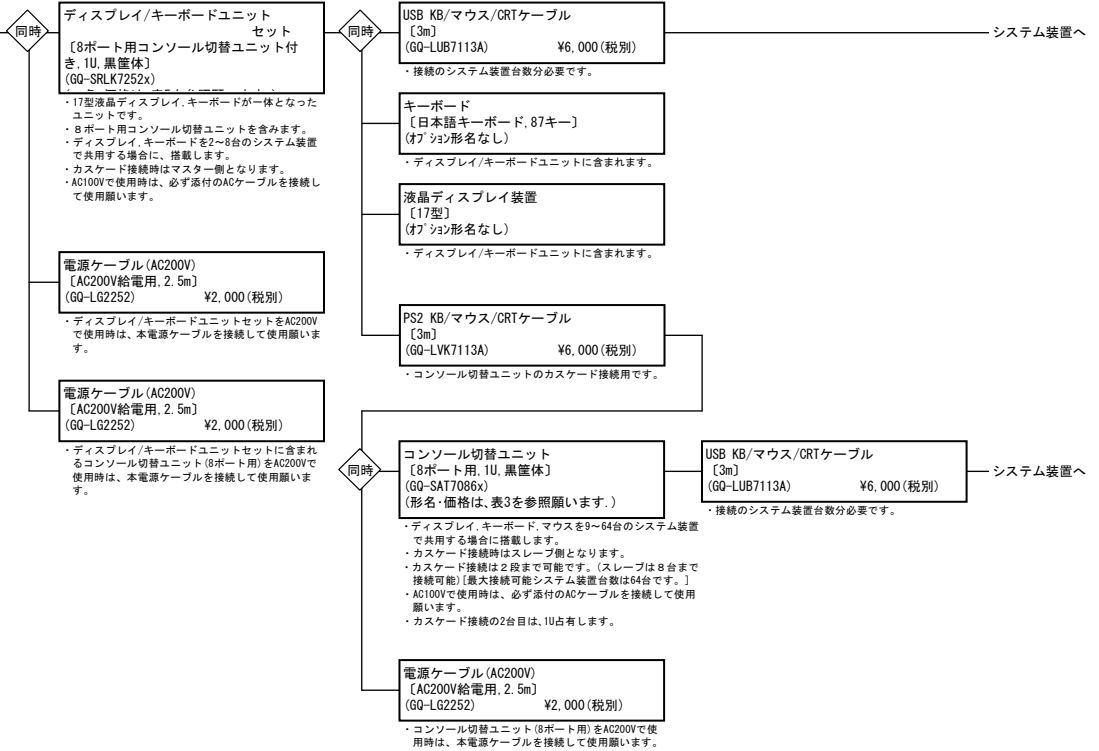 同時
ディスプレイ/キーボードユニット
セット
〔8ポート用コンソール切替ユニット付
き,1U,黒筐体〕
(GQ-SRLK7252x)
・17型液晶ディスプレイ,キーボードが一体となった
ユニットです。
・８ポート用コンソール切替ユニットを含みます。
・ディスプレイ,キーボードを2～8台のシステム装置
で共用する場合に、搭載します。
・カスケード接続時はマスター側となります。
・AC100Vで使用時は、必ず添付のACケーブルを接続し
て使用願います。
電源ケーブル(AC200V)
〔AC200V給電用,2.5m〕
(GQ-LG2252) ¥2,000(税別)
・ディスプレイ/キーボードユニットセットをAC200V
で使用時は、本電源ケーブルを接続して使用願いま
す。
電源ケーブル(AC200V)
〔AC200V給電用,2.5m〕
(GQ-LG2252) ¥2,000(税別)
・ディスプレイ/キーボードユニットセットに含まれ
るコンソール切替ユニット(8ポート用)をAC200Vで
使用時は、本電源ケーブルを接続して使用願いま
す。
同時
USB KB/マウス/CRTケーブル
〔3m〕
(GQ-LUB7113A) ¥6,000(税別)
・接続のシステム装置台数分必要です。
システム装置へ
キーボード
〔日本語キーボード,87キー〕
(ｵﾌﾟｼｮﾝ形名なし)
・ディスプレイ/キーボードユニットに含まれます。
液晶ディスプレイ装置
〔17型〕
(ｵﾌﾟｼｮﾝ形名なし)
・ディスプレイ/キーボードユニットに含まれます。
PS2 KB/マウス/CRTケーブル
〔3m〕
(GQ-LVK7113A) ¥6,000(税別)
・コンソール切替ユニットのカスケード接続用です。
同時
コンソール切替ユニット
〔8ポート用,1U,黒筐体〕
(GQ-SAT7086x)
(形名・価格は、表3を参照願います.)
・ディスプレイ,キーボード,マウスを9～64台のシステム装置
で共用する場合に搭載します。
・カスケード接続時はスレーブ側となります。
・カスケード接続は２段まで可能です。(スレーブは８台まで
接続可能)[最大接続可能システム装置台数は64台です。]
・AC100Vで使用時は、必ず添付のACケーブルを接続して使用
願います。
・カスケード接続の2台目は、1U占有します。
USB KB/マウス/CRTケーブル
〔3m〕
(GQ-LUB7113A) ¥6,000(税別)
・接続のシステム装置台数分必要です。
システム装置へ
電源ケーブル(AC200V)
〔AC200V給電用,2.5m〕
(GQ-LG2252) ¥2,000(税別)
・コンソール切替ユニット(8ポート用)をAC200Vで使
用時は、本電源ケーブルを接続して使用願います。